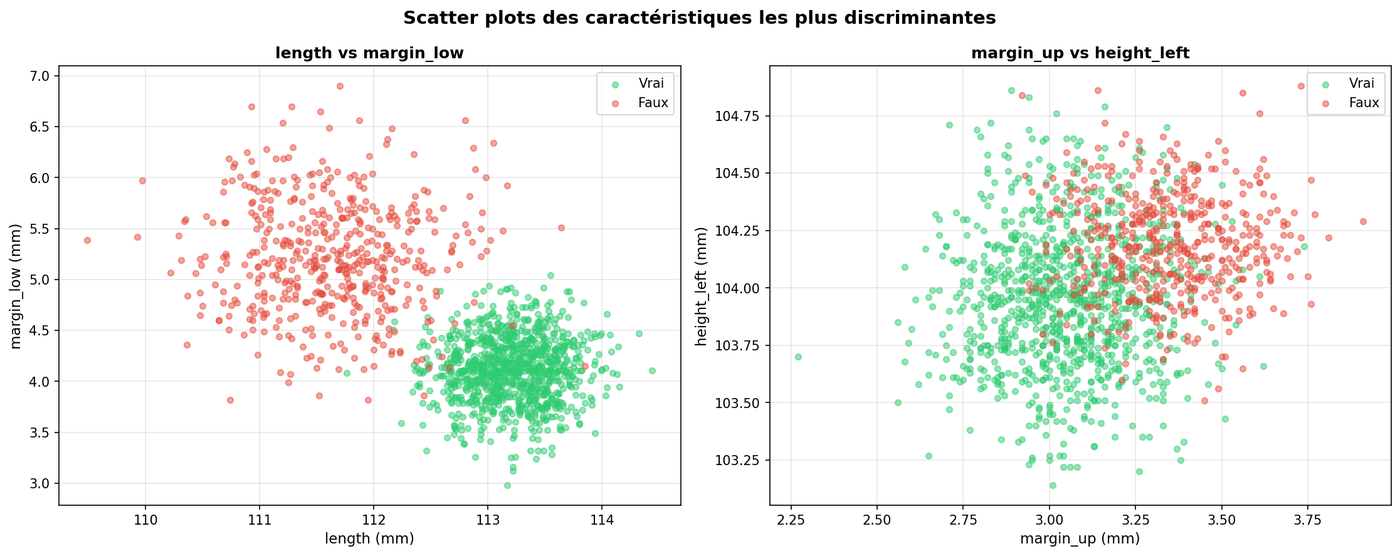 Scatter plots des caractéristiques les plus discriminantes
length vs margin_low
Vrai
Faux
7.0
6.5
6.0
5.5
5.0
4.5
4.0
3.5
3.0
margin_low (mm)
110
111
112
113
114
length (mm)
margin_up vs height_left
Vrai
Faux
104.75
104.50
104.25
104.00
103.75
103.50
103.25
height_left (mm)
2.25
2.50
2.75
3.00
3.25
3.50
3.75
margin_up (mm)